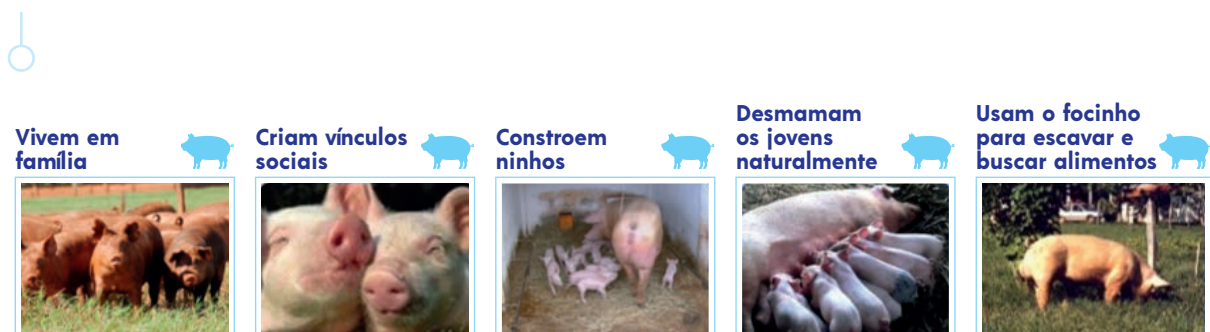 Vivem em
família
Criam vínculos
sociais
Constroem
ninhos
Desmamam
os jovens
naturalmente
Usam o focinho
para escavar e
buscar alimentos